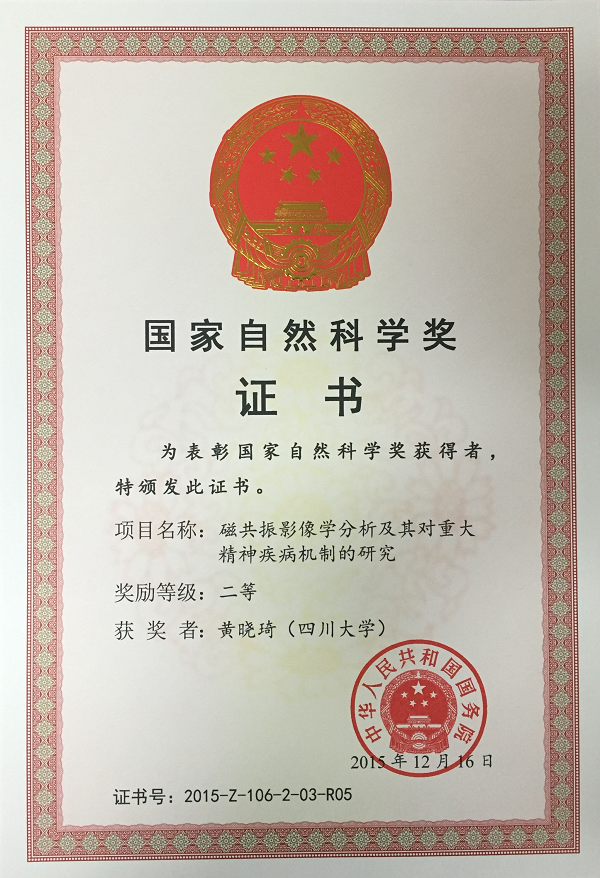 国家自然科学奖
证书
为表彰国家自然科学奖获得者，
特颁发此证书。
项目名称：磁共振影像学分析及其对重大
精神疾病机制的研究
奖励等级：二等
获奖者：黄晓琦（四川大学）
中华人民共和国国务院
2015年12月16日
证书号：2015-Z-106-2-03-R05